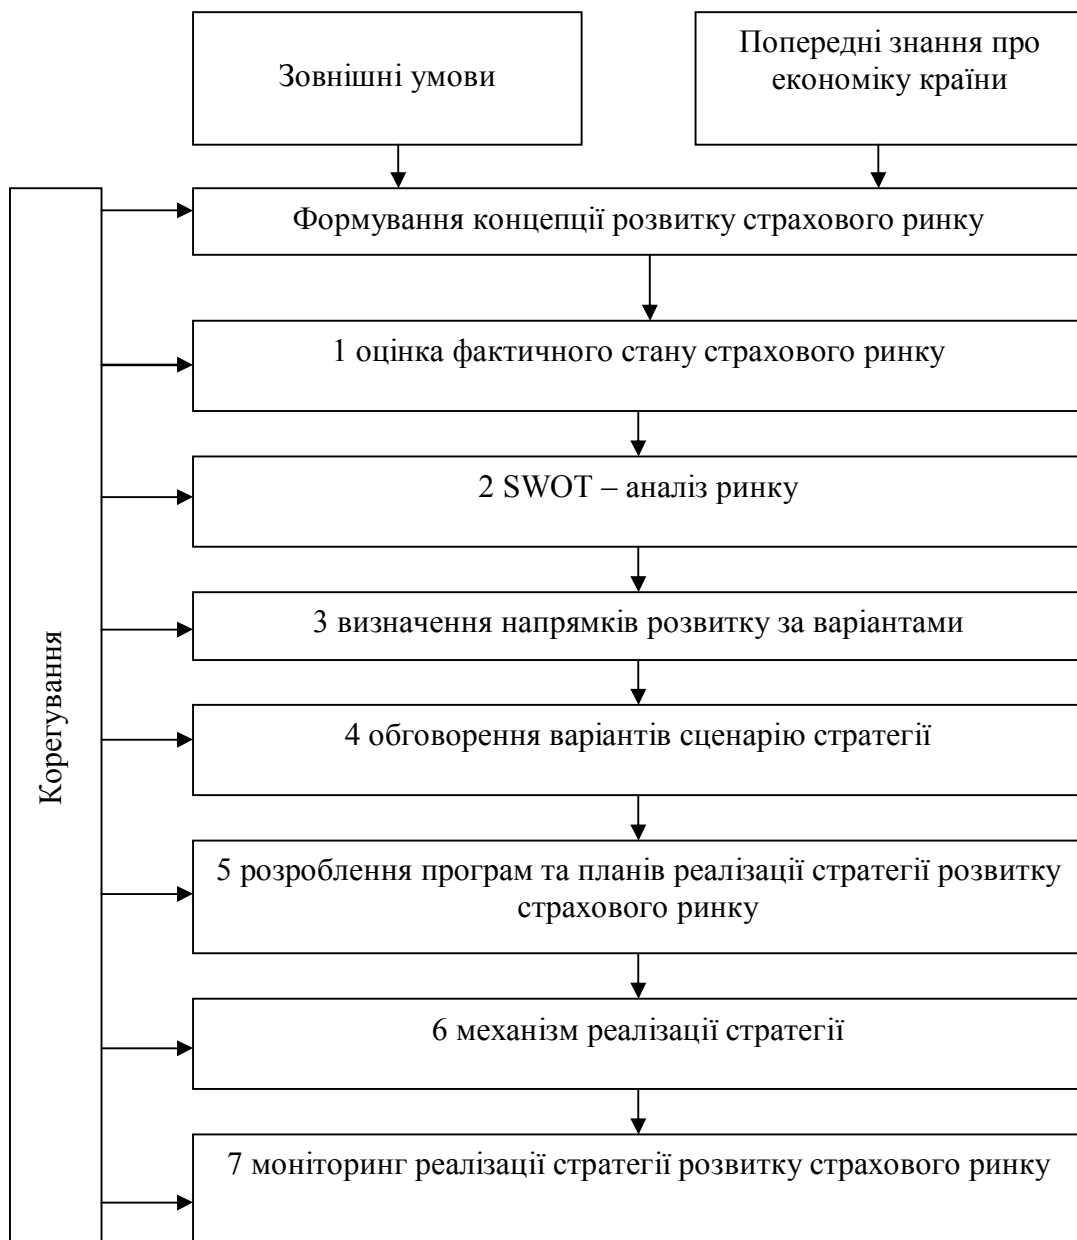 Зовнішні умови
Попередні знання про
економіку країни
Формування концепції розвитку страхового ринку
1 оцінка фактичного стану страхового ринку
2 SWOT – аналіз ринку
3 визначення напрямків розвитку за варіантами
4 обговорення варіантів сценарію стратегії
5 розроблення програм та планів реалізації стратегії розвитку
страхового ринку
6 механізм реалізації стратегії
7 моніторинг реалізації стратегії розвитку страхового ринку
Корегування